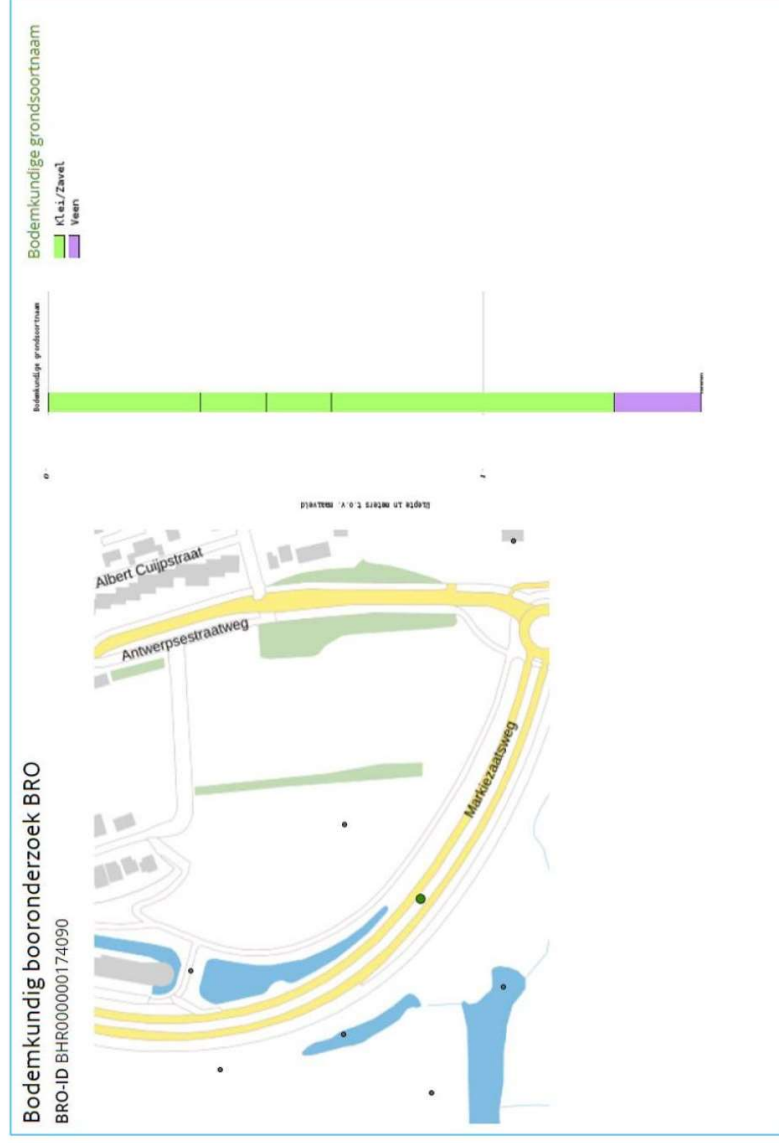 Bodemkundig booronderzoek BRO
BRO-ID BHR000000174090
Albert Cuijpstraat
Antwerpsestraatweg
Markiezaatsweg
Diepte in meters t.o.v. maaiveld
0
1
Bodemkundige grondsoortnaam
Bodemkundige grondsoortnaam
Klei/Zavel
Veen